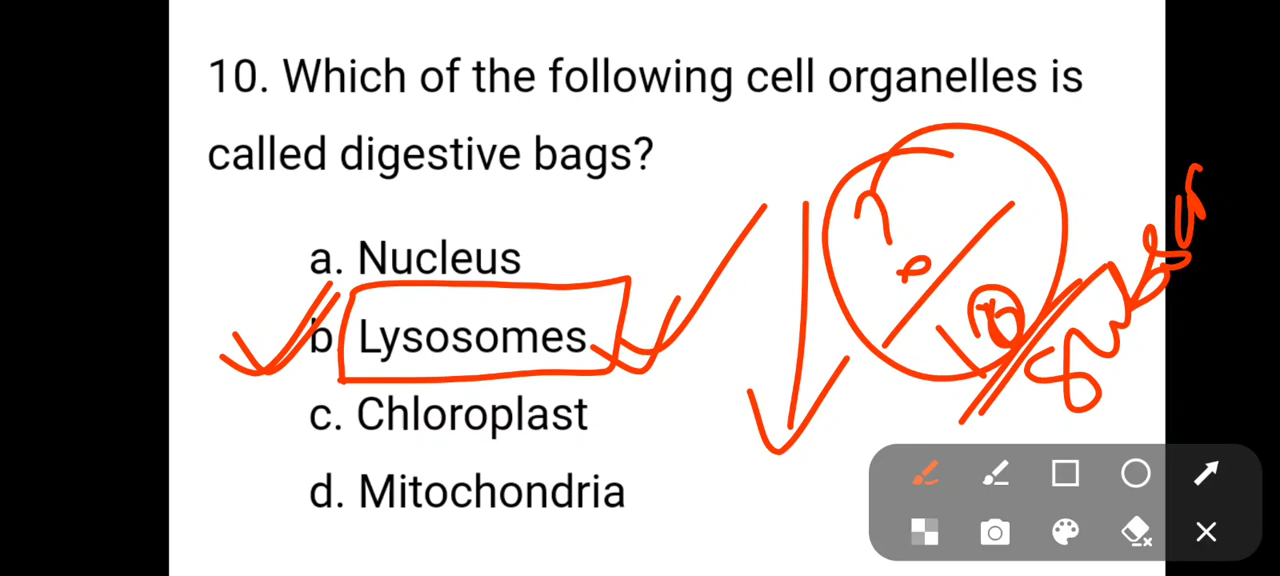 10. Which of the following cell organelles is
called digestive bags?
a. Nucleus
b. Lysosomes
c. Chloroplast
d. Mitochondria